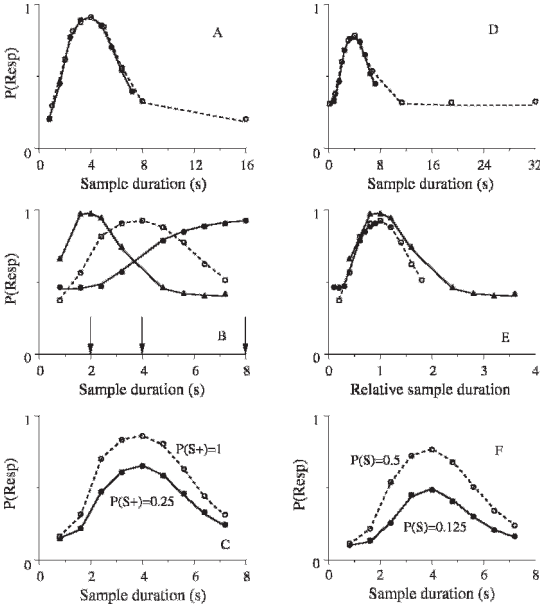 1
P(Resp)
A
0
0 4 8 12 16
Sample duration (s)
1
P(Resp)
D
0
0 8 16 24 32
Sample duration (s)
1
P(Resp)
B
0
0 2 4 6 8
Sample duration (s)
1
P(Resp)
E
0
0 1 2 3 4
Relative sample duration
1
P(Resp)
P(S+)=1
P(S+)=0.25
C
0
0 2 4 6 8
Sample duration (s)
1
P(Resp)
F
P(S)=0.5
P(S)=0.125
0
0 2 4 6 8
Sample duration (s)